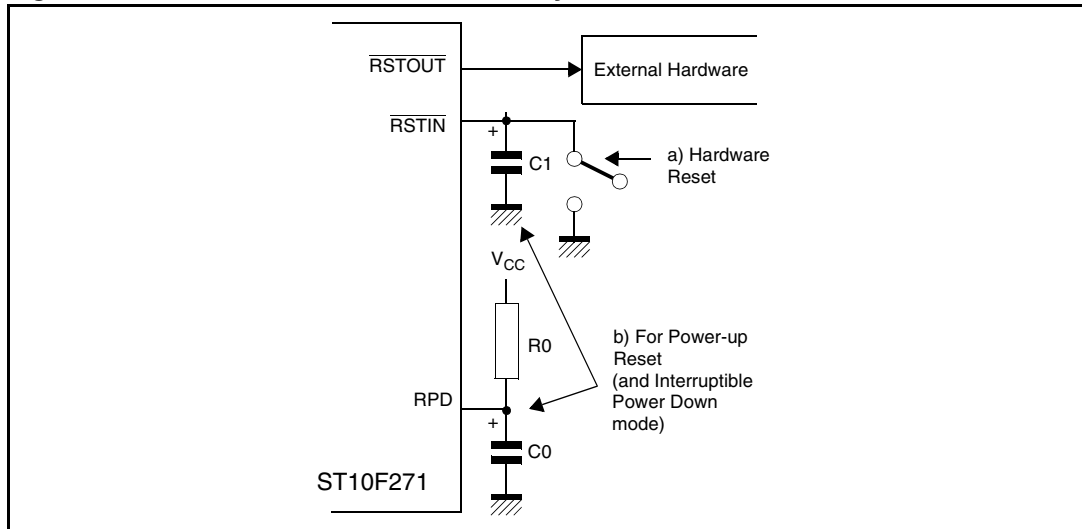 RSTOUT
External Hardware
RSTIN
+
C1
a) Hardware
Reset
VCC
R0
b) For Power-up
Reset
(and Interruptible
Power Down
mode)
RPD
+
C0
ST10F271